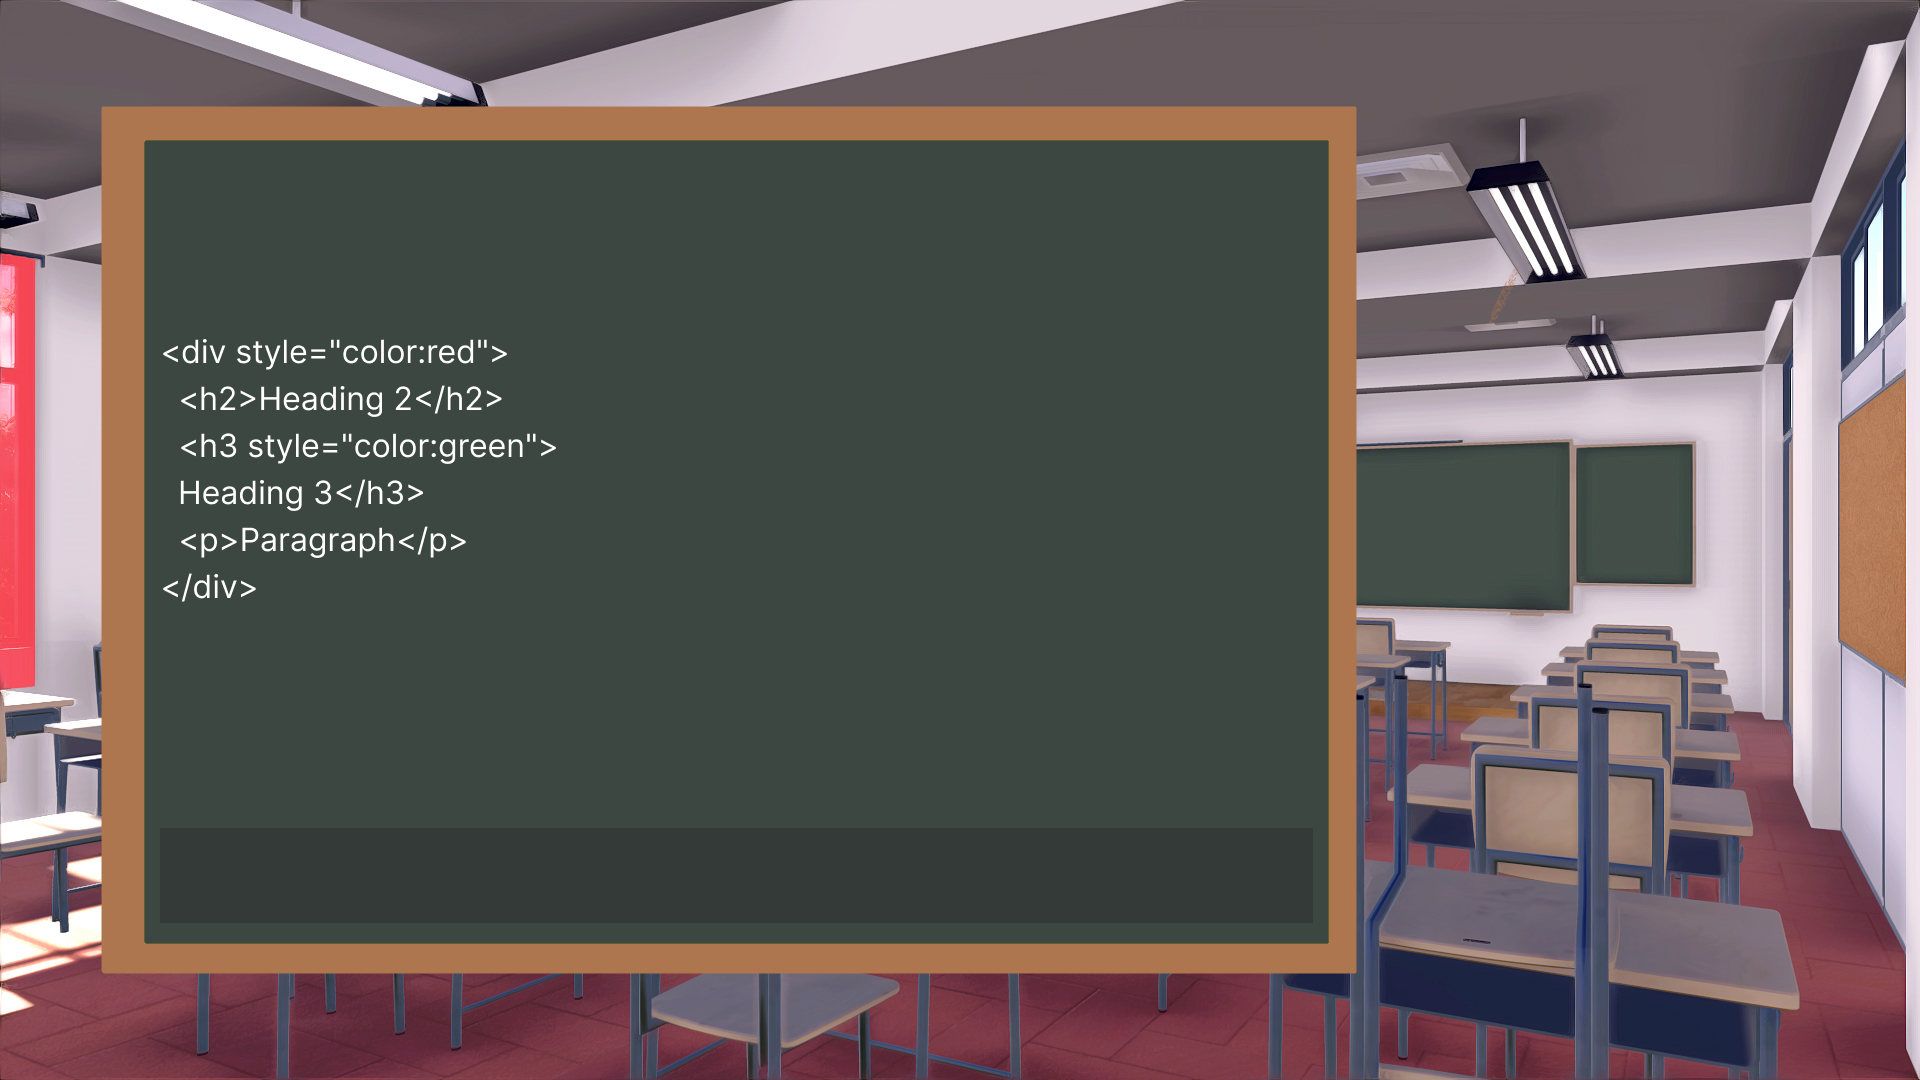 <div style="color:red">
  <h2>Heading 2</h2>
  <h3 style="color:green">
  Heading 3</h3>
  <p>Paragraph</p>
</div>